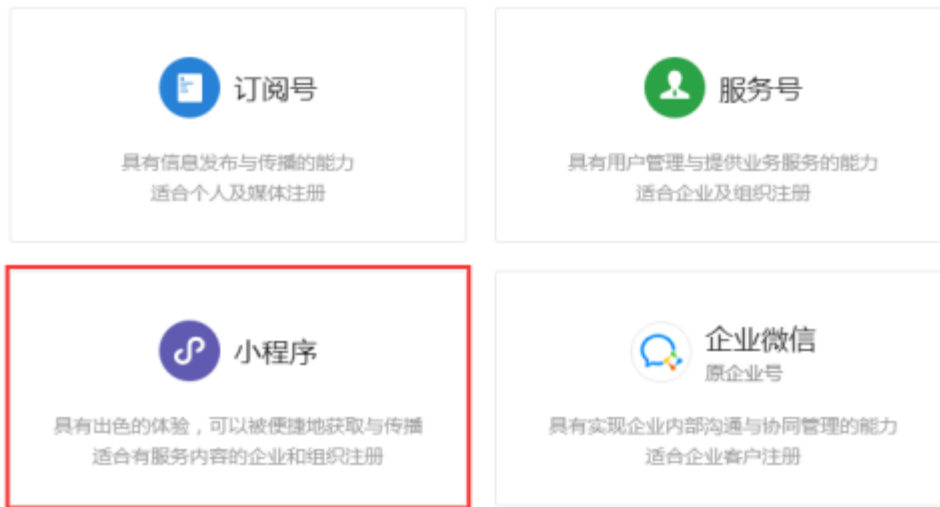 订阅号
具有信息发布与传播的能力
适合个人及媒体注册
服务号
具有用户管理与提供业务服务的能力
适合企业及组织注册
小程序
具有出色的体验，可以被便捷地获取与传播
适合有服务内容的企业和组织注册
企业微信
原企业号
具有实现企业内部沟通与协同管理的能力
适合企业客户注册